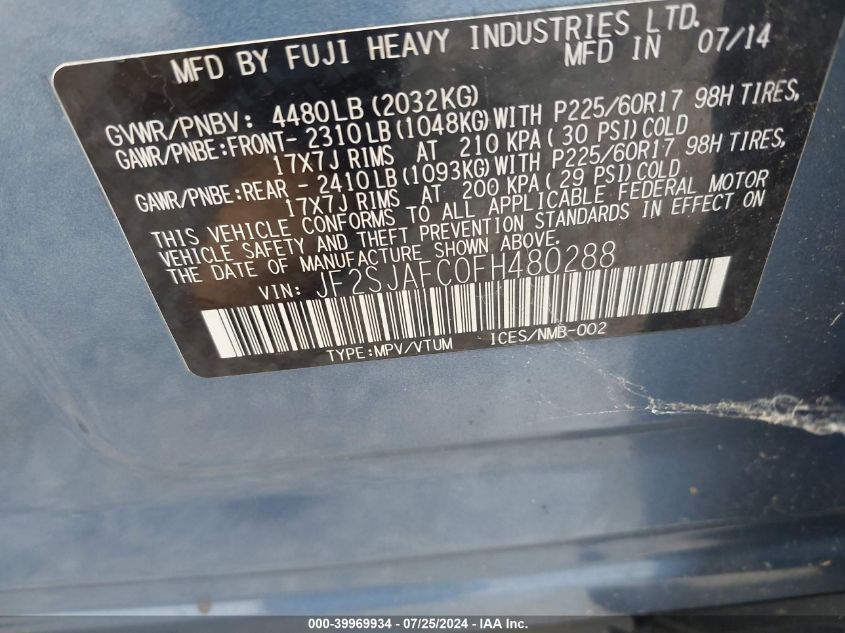 MFD BY FUJI HEAVY INDUSTRIES LTD.
MFD IN 07/14
GVWR/PNBV: 4480LB(2032KG)
GAWR/PNBE:FRONT- 2310LB(1048KG)WITH P225/60R17 98H TIRES,
17X7J RIMS AT 210 KPA( 30 PSI)COLD
GAWR/PNBE:REAR - 2410LB(1093KG)WITH P225/60R17 98H TIRES,
17X7J RIMS AT 200 KPA( 29 PSI)COLD
THIS VEHICLE CONFORMS TO ALL APPLICABLE FEDERAL MOTOR
VEHICLE SAFETY AND THEFT PREVENTION STANDARDS IN EFFECT ON
THE DATE OF MANUFACTURE SHOWN ABOVE.
VIN: JF2SJAFC0FH480288
TYPE:MPV/VTUM ICES/NMB-002
000-39969934 - 07/25/2024 - IAA Inc.